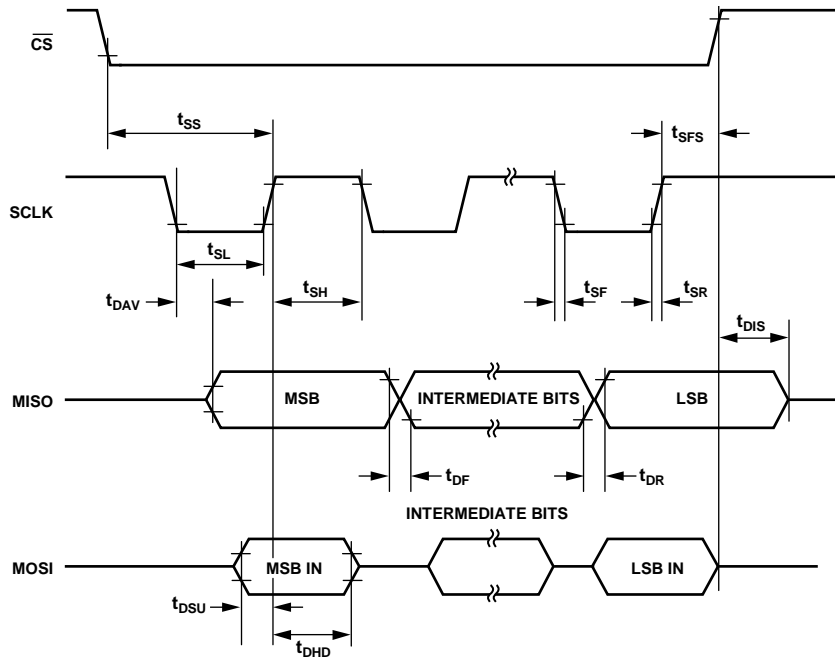 CS
tSS
tSFS
SCLK
tSL
tSH
tSF
tSR
tDAV
tDIS
MISO
MSB
INTERMEDIATE BITS
LSB
tDF
tDR
INTERMEDIATE BITS
MOSI
MSB IN
LSB IN
tDSU
tDHD